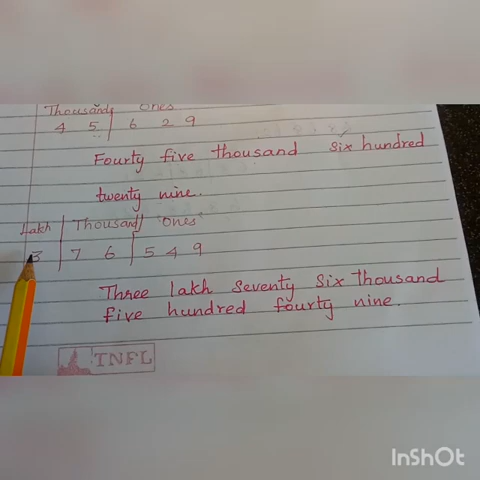 Thousands Ones
4 5 6 2 9
Fourty five thousand six hundred
twenty nine.
Lakh Thousand "Ones"
3 7 6 5 4 9
Three lakh seventy six thousand
five hundred fourty nine.
TNPL
InShOt